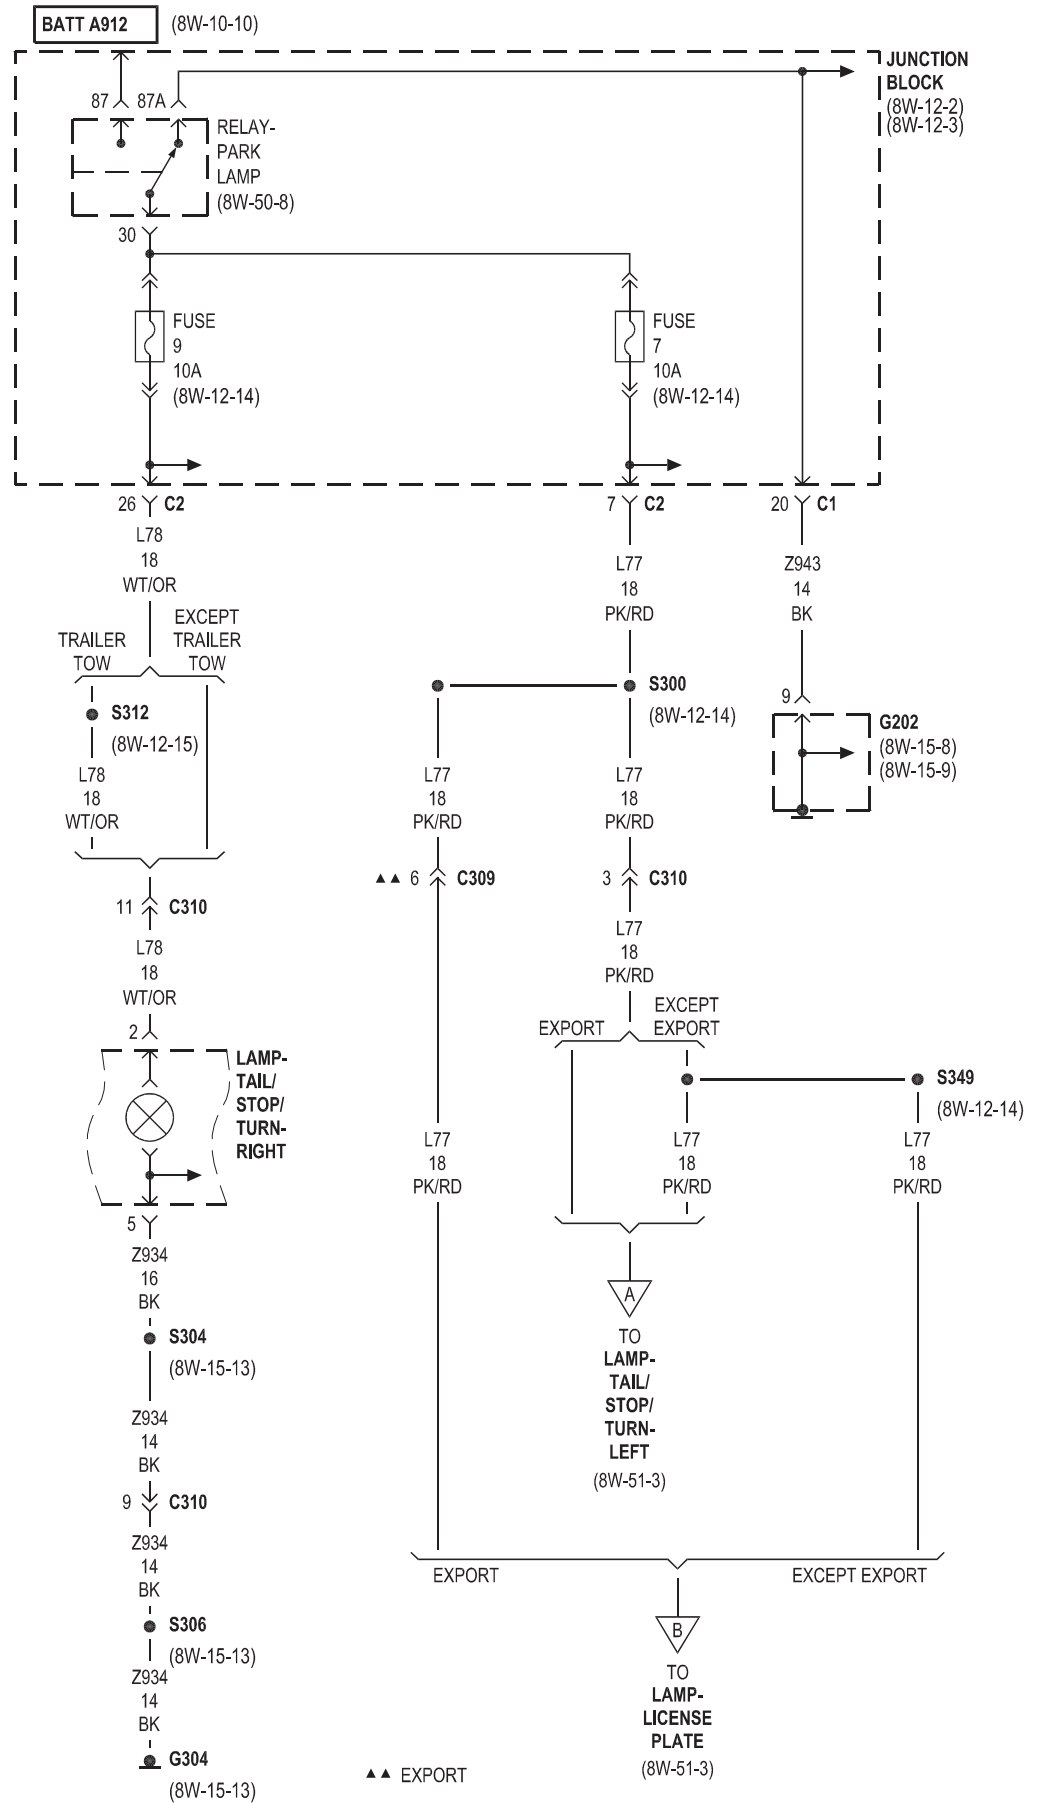 BATT A912 (8W-10-10)
JUNCTION
BLOCK
(8W-12-2)
(8W-12-3)
87 87A
RELAY-
PARK
LAMP
(8W-50-8)
30
FUSE
9
10A
(8W-12-14)
FUSE
7
10A
(8W-12-14)
26 C2
7 C2
20 C1
L78
18
WT/OR
L77
18
PK/RD
Z943
14
BK
TRAILER
TOW
EXCEPT
TRAILER
TOW
S312
(8W-12-15)
L78
18
WT/OR
S300
(8W-12-14)
9
G202
(8W-15-8)
(8W-15-9)
L77
18
PK/RD
L77
18
PK/RD
▲▲ 6 C309
3 C310
11 C310
L78
18
WT/OR
L77
18
PK/RD
2
EXPORT
EXCEPT
EXPORT
LAMP-
TAIL/
STOP/
TURN-
RIGHT
S349
(8W-12-14)
L77
18
PK/RD
L77
18
PK/RD
L77
18
PK/RD
5
Z934
16
BK
A
TO
LAMP-
TAIL/
STOP/
TURN-
LEFT
(8W-51-3)
S304
(8W-15-13)
Z934
14
BK
9 C310
Z934
14
BK
EXPORT
EXCEPT EXPORT
S306
(8W-15-13)
B
TO
LAMP-
LICENSE
PLATE
(8W-51-3)
Z934
14
BK
G304
(8W-15-13)
▲▲ EXPORT